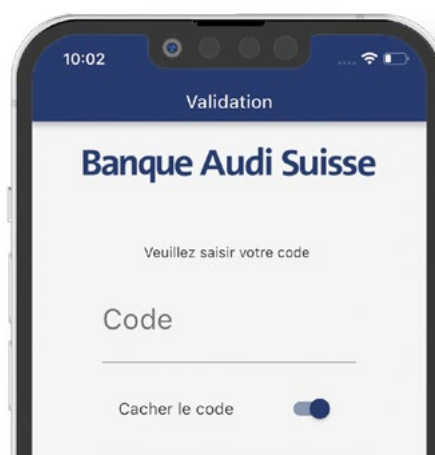 10:02
Validation
Banque Audi Suisse
Veuillez saisir votre code
Code
Cacher le code